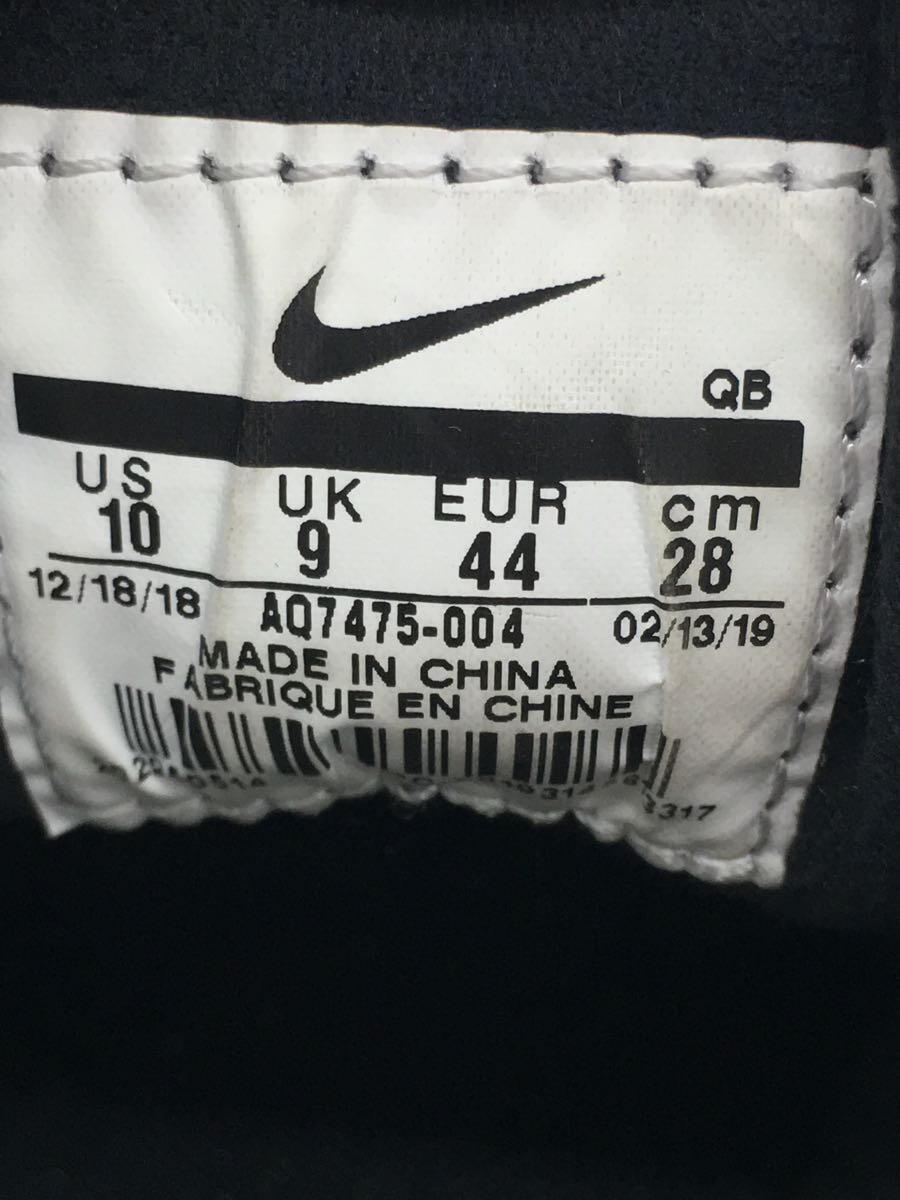 QB
US UK EUR cm
10 9 44 28
12/18/18 AQ7475-004 02/13/19
MADE IN CHINA
FABRIQUE EN CHINE